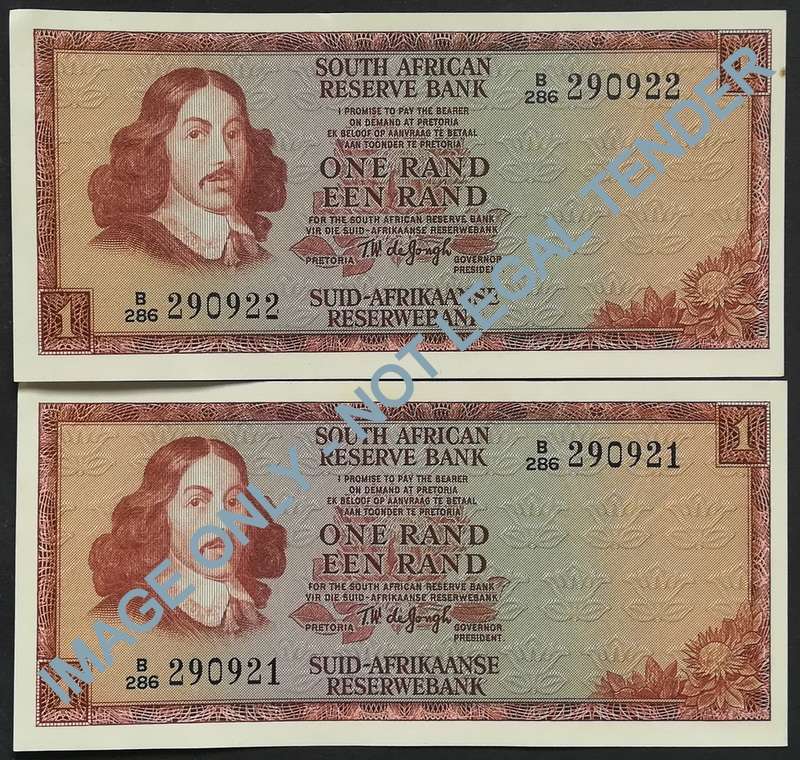 SOUTH AFRICAN
RESERVE BANK
B
286 290922
I PROMISE TO PAY THE BEARER
ON DEMAND AT PRETORIA
EK BELOOF OP AANVRAAG TE BETAAL
AAN TOONDER TE PRETORIA
ONE RAND
EEN RAND
FOR THE SOUTH AFRICAN RESERVE BANK
VIR DIE SUID-AFRIKAANSE RESERWEBANK
T.W. de Jongh
PRETORIA GOVERNOR
PRESIDENT
B
286 290922
1
SUID-AFRIKAANSE
RESERWEBANK
SOUTH AFRICAN
RESERVE BANK
B
286 290921
1
I PROMISE TO PAY THE BEARER
ON DEMAND AT PRETORIA
EK BELOOF OP AANVRAAG TE BETAAL
AAN TOONDER TE PRETORIA
ONE RAND
EEN RAND
FOR THE SOUTH AFRICAN RESERVE BANK
VIR DIE SUID-AFRIKAANSE RESERWEBANK
T.W. de Jongh
PRETORIA GOVERNOR
PRESIDENT.
B
286 290921
SUID-AFRIKAANSE
RESERWEBANK
IMAGE ONLY - NOT LEGAL TENDER